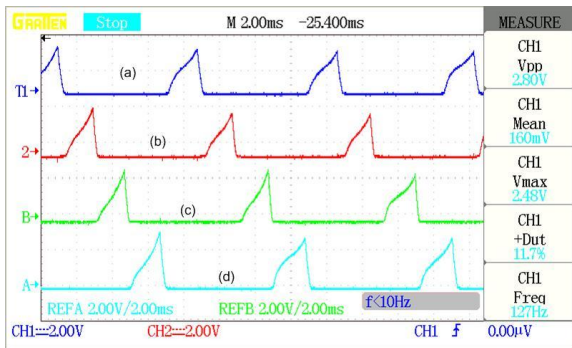 GRATTEN Stop M 2.00ms -25.400ms MEASURE
CH1
Vpp
2.80V
CH1
Mean
160mV
CH1
Vmax
2.48V
CH1
+Dut
11.7%
CH1
Freq
127Hz
(a)
T1
(b)
2
(c)
B
(d)
A
REFA 2.00V/2.00ms REFB 2.00V/2.00ms f<10Hz
CH1 2.00V CH2 2.00V CH1 0.00μV